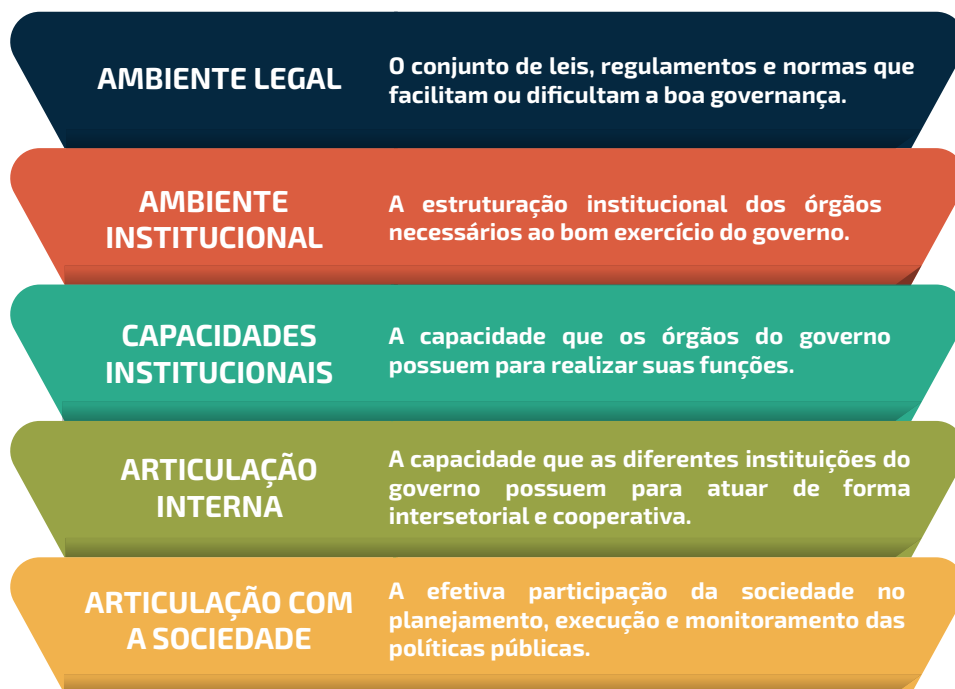 AMBIENTE LEGAL
O conjunto de leis, regulamentos e normas que
facilitam ou dificultam a boa governança.
AMBIENTE
INSTITUCIONAL
A estruturação institucional dos órgãos
necessários ao bom exercício do governo.
CAPACIDADES
INSTITUCIONAIS
A capacidade que os órgãos do governo
possuem para realizar suas funções.
ARTICULAÇÃO
INTERNA
A capacidade que as diferentes instituições do
governo possuem para atuar de forma
intersetorial e cooperativa.
ARTICULAÇÃO COM
A SOCIEDADE
A efetiva participação da sociedade no
planejamento, execução e monitoramento das
políticas públicas.